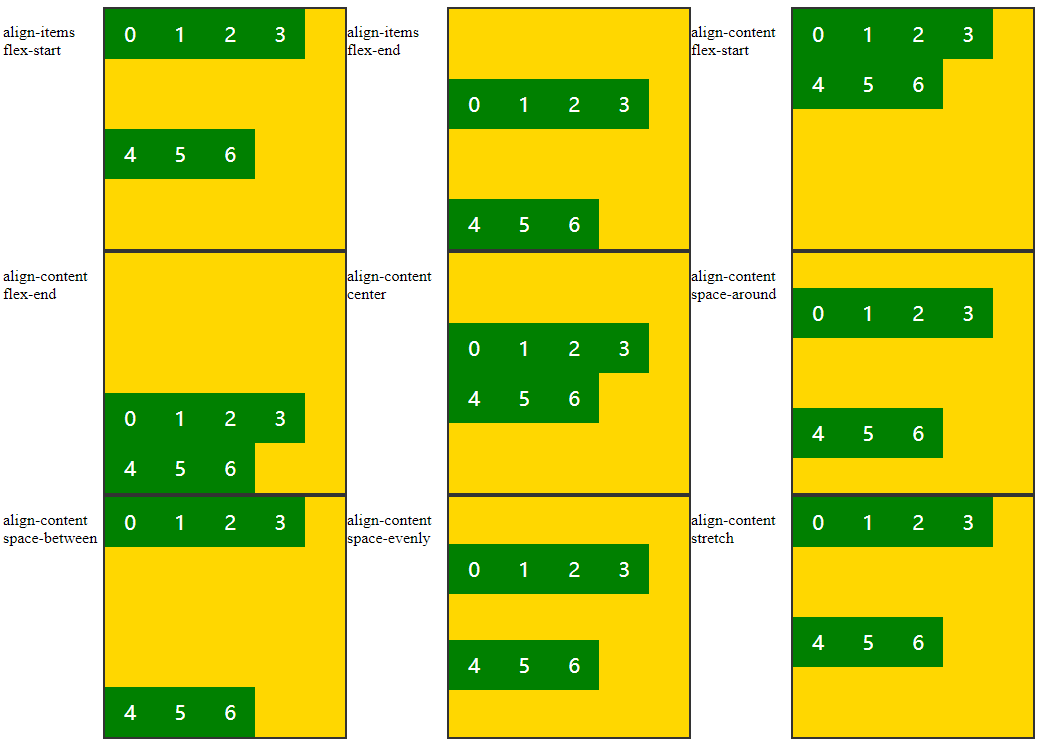 align-items
flex-start
0 1 2 3
4 5 6
align-items
flex-end
0 1 2 3
4 5 6
align-content
flex-start
0 1 2 3
4 5 6
align-content
flex-end
0 1 2 3
4 5 6
align-content
center
0 1 2 3
4 5 6
align-content
space-around
0 1 2 3
4 5 6
align-content
space-between
0 1 2 3
4 5 6
align-content
space-evenly
0 1 2 3
4 5 6
align-content
stretch
0 1 2 3
4 5 6